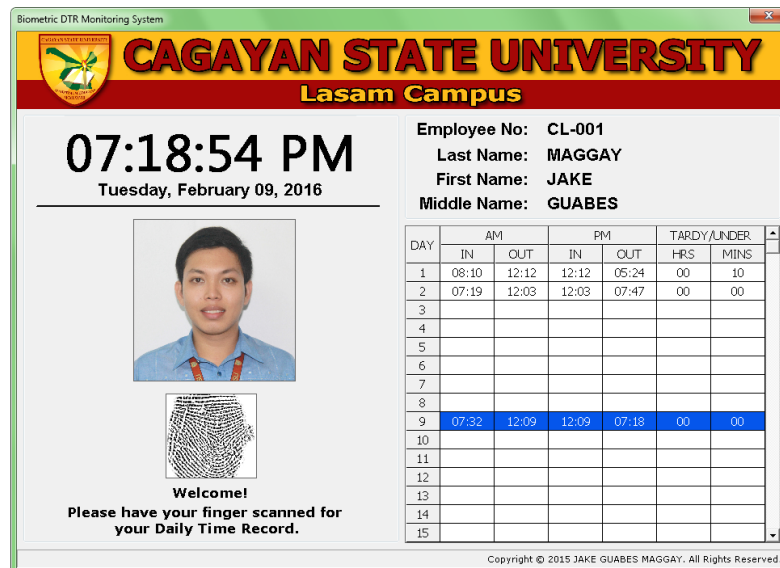 Biometric DTR Monitoring System
x
CAGAYAN STATE UNIVERSITY
Lasam Campus
07:18:54 PM
Tuesday, February 09, 2016
Welcome!
Please have your finger scanned for
your Daily Time Record.
Employee No: CL-001
Last Name: MAGGAY
First Name: JAKE
Middle Name: GUABES
DAY AM PM TARDY/UNDER
IN OUT IN OUT HRS MINS
1 08:10 12:12 12:12 05:24 00 10
2 07:19 12:03 12:03 07:47 00 00
3
4
5
6
7
8
9 07:32 12:09 12:09 07:18 00 00
10
11
12
13
14
15
Copyright © 2015 JAKE GUABES MAGGAY. All Rights Reserved.